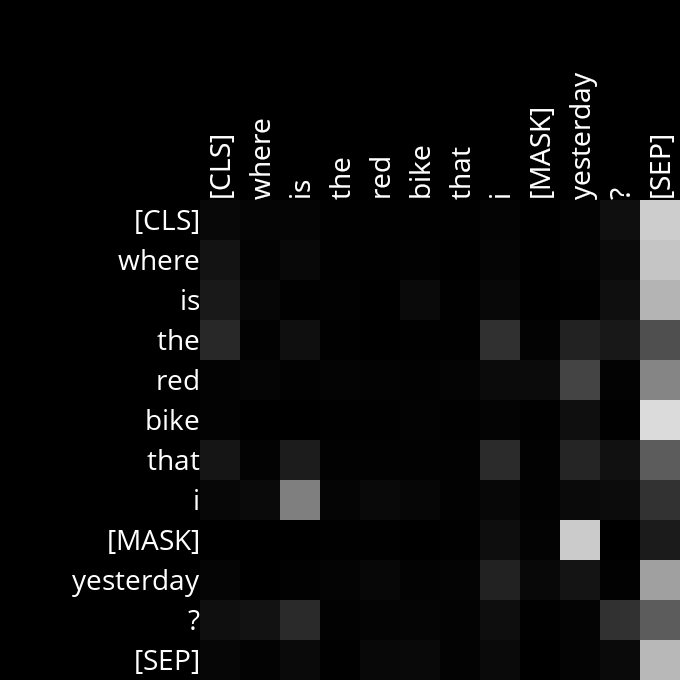 [CLS] where is the red bike that i [MASK] yesterday ? [SEP]
[CLS]
where
is
the
red
bike
that
i
[MASK]
yesterday
?
[SEP]